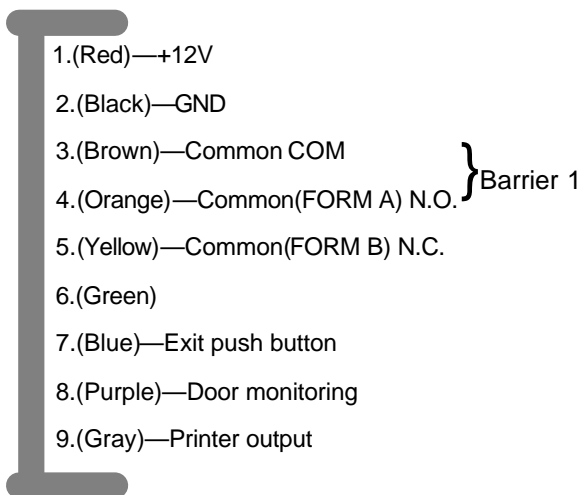 1.(Red)—+12V
2.(Black)—GND
3.(Brown)—Common COM
4.(Orange)—Common(FORM A) N.O.
Barrier 1
5.(Yellow)—Common(FORM B) N.C.
6.(Green)
7.(Blue)—Exit push button
8.(Purple)—Door monitoring
9.(Gray)—Printer output